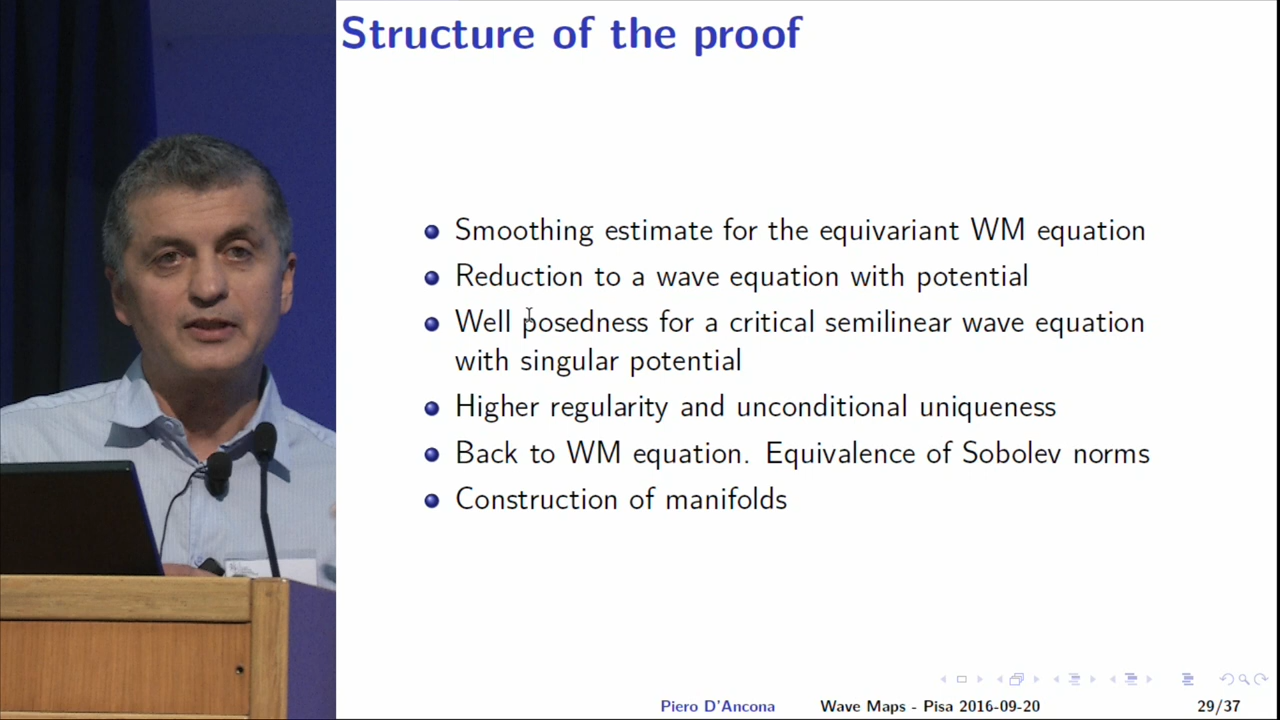 Structure of the proof
Smoothing estimate for the equivariant WM equation
Reduction to a wave equation with potential
Well posedness for a critical semilinear wave equation
with singular potential
Higher regularity and unconditional uniqueness
Back to WM equation. Equivalence of Sobolev norms
Construction of manifolds
Piero D'Ancona Wave Maps - Pisa 2016-09-20 29/37